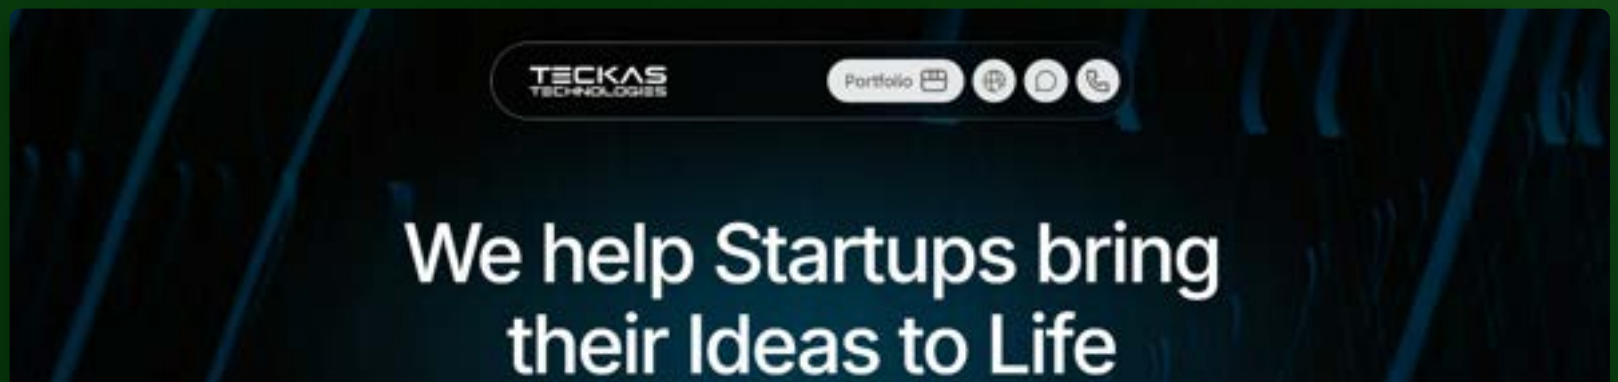 TECKAS
TECHNOLOGIES
Portfolio
We help Startups bring
their Ideas to Life